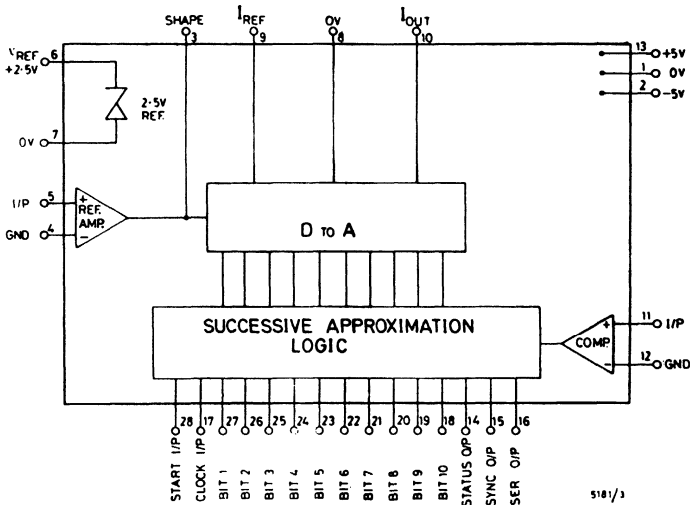 SHAPE I_REF 0V I_OUT
3 9 8 10
V_REF 6
+2·5V
2·5V
REF.
0V 7
13 +5V
1 0V
2 -5V
I/P 5 +
REF.
AMP.
GND 4 −
D TO A
SUCCESSIVE APPROXIMATION
LOGIC
COMP.
+ 11 I/P
− 12 GND
28 17 27 26 25 24 23 22 21 20 19 18 14 15 16
START I/P
CLOCK I/P
BIT 1
BIT 2
BIT 3
BIT 4
BIT 5
BIT 6
BIT 7
BIT 8
BIT 9
BIT 10
STATUS O/P
SYNC O/P
SER O/P
5181/3